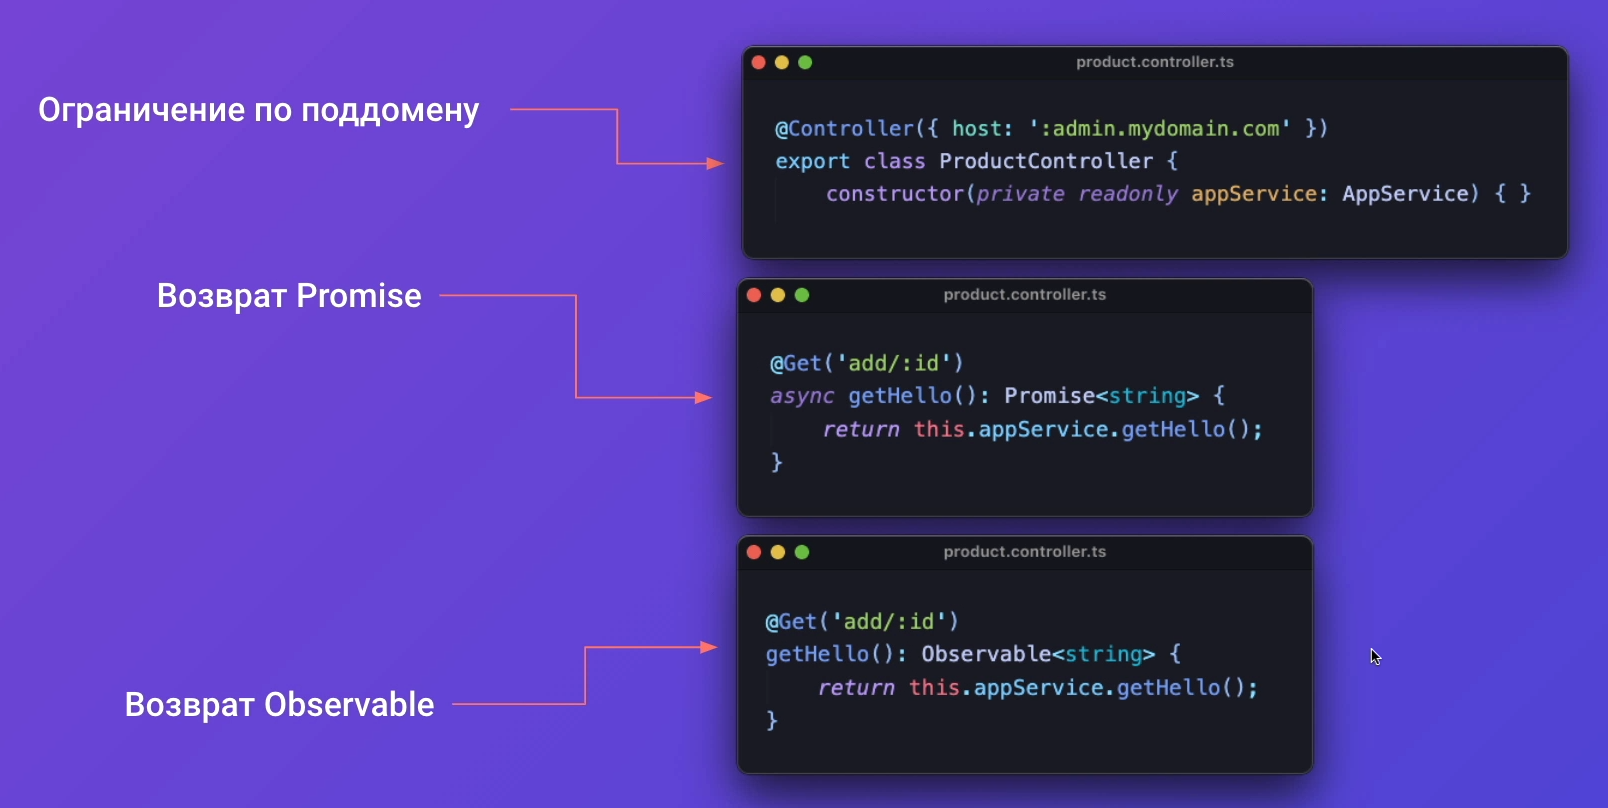 Ограничение по поддомену
product.controller.ts
@Controller({ host: ':admin.mydomain.com' })
export class ProductController {
constructor(private readonly appService: AppService) { }
Возврат Promise
product.controller.ts
@Get('add/:id')
async getHello(): Promise<string> {
return this.appService.getHello();
}
Возврат Observable
product.controller.ts
@Get('add/:id')
getHello(): Observable<string> {
return this.appService.getHello();
}